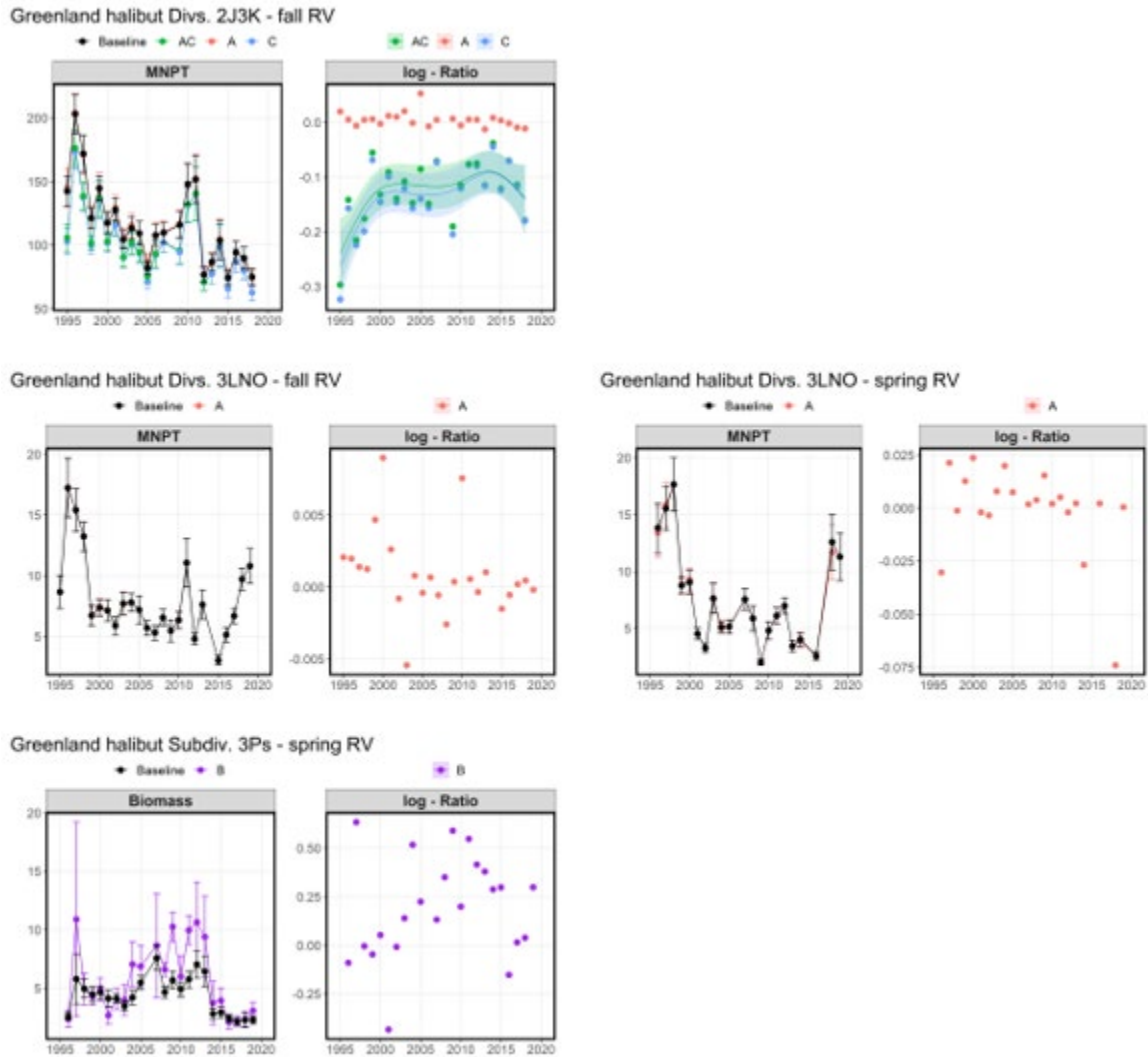 Greenland halibut Divs. 2J3K - fall RV
Baseline AC A C
AC A C
MNPT
log - Ratio
200
150
100
50
1995 2000 2005 2010 2015 2020
0.0
-0.1
-0.2
-0.3
1995 2000 2005 2010 2015 2020
Greenland halibut Divs. 3LNO - fall RV
Baseline A
A
MNPT
log - Ratio
20
15
10
5
1995 2000 2005 2010 2015 2020
0.005
0.000
-0.005
1995 2000 2005 2010 2015 2020
Greenland halibut Divs. 3LNO - spring RV
Baseline A
A
MNPT
log - Ratio
20
15
10
5
1995 2000 2005 2010 2015 2020
0.025
0.000
-0.025
-0.050
-0.075
1995 2000 2005 2010 2015 2020
Greenland halibut Subdiv. 3Ps - spring RV
Baseline B
B
Biomass
log - Ratio
20
15
10
5
1995 2000 2005 2010 2015 2020
0.50
0.25
0.00
-0.25
1995 2000 2005 2010 2015 2020